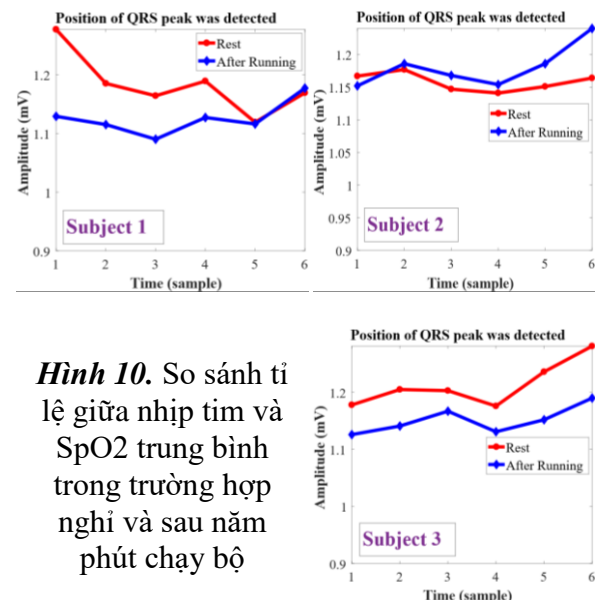 Position of QRS peak was detected
Rest
After Running
1.2
1.1
1
0.9
Amplitude (mV)
Subject 1
1 2 3 4 5 6
Time (sample)
Position of QRS peak was detected
1.2
1.15
1.1
1.05
1
0.95
0.9
Amplitude (mV)
Rest
After Running
Subject 2
1 2 3 4 5 6
Time (sample)
Hình 10. So sánh tỉ
lệ giữa nhịp tim và
SpO2 trung bình
trong trường hợp
nghỉ và sau năm
phút chạy bộ
Position of QRS peak was detected
1.2
1.1
1
0.9
Amplitude (mV)
Rest
After Running
Subject 3
1 2 3 4 5 6
Time (sample)